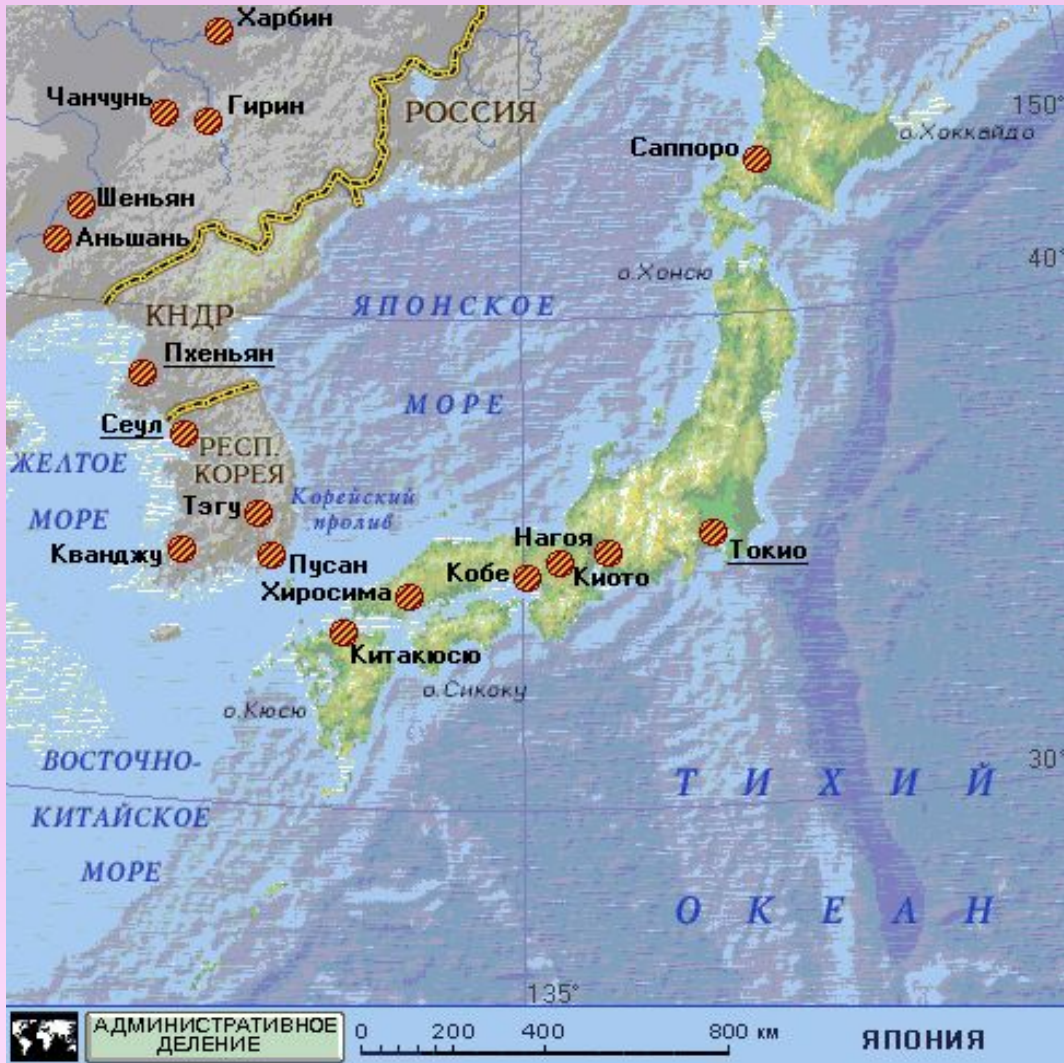 Харбин
Чанчунь
Гирин
РОССИЯ
150°
о.Хоккайдо
Саппоро
Шеньян
Аньшань
40°
о.Хонсю
КНДР
ЯПОНСКОЕ
Пхеньян
МОРЕ
Сеул
РЕСП.
КОРЕЯ
ЖЕЛТОЕ
МОРЕ
Корейский
пролив
Тэгу
Кванджу
Пусан
Нагоя
Токио
Кобе
Киото
Хиросима
Китакюсю
о.Сикоку
о.Кюсю
ВОСТОЧНО-
КИТАЙСКОЕ
МОРЕ
30°
ТИХИЙ
ОКЕАН
135°
АДМИНИСТРАТИВНОЕ
ДЕЛЕНИЕ
0 200 400 800 км
ЯПОНИЯ